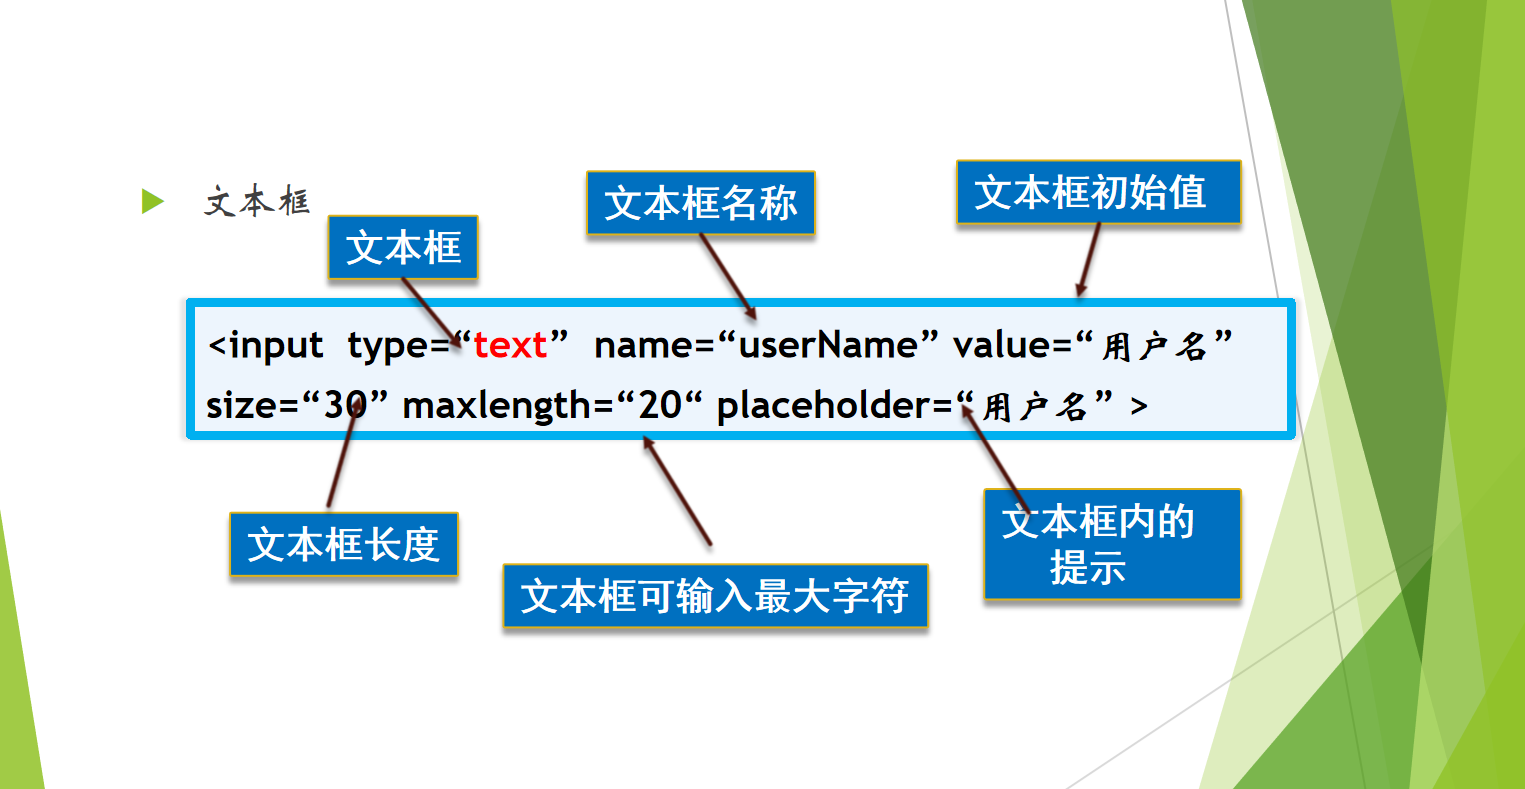 文本框
文本框
文本框名称
文本框初始值
<input type=“text” name=“userName” value=“用户名”
size=“30” maxlength=“20“ placeholder=“用户名” >
文本框长度
文本框可输入最大字符
文本框内的
提示